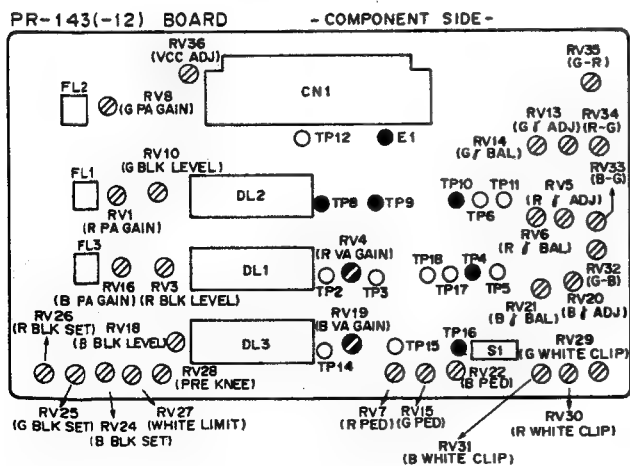 PR-143(-12) BOARD
-COMPONENT SIDE-
RV36
(VCC ADJ)
RV35
(G-R)
FL2
RV8
(G PA GAIN)
CN1
TP12
E1
RV13
(G γ ADJ)
RV34
(R-G)
RV14
(G γ BAL)
RV33
(B-G)
RV10
(G BLK LEVEL)
FL1
RV1
(R PA GAIN)
DL2
TP8
TP9
TP10
TP11
TP6
RV5
(R γ ADJ)
RV6
(R γ BAL)
FL3
RV16
(B PA GAIN)
RV3
(R BLK LEVEL)
DL1
RV4
(R VA GAIN)
TP2
TP3
TP18
TP17
TP4
TP5
RV32
(G-B)
RV21
(B γ BAL)
RV20
(B γ ADJ)
RV26
(R BLK SET)
RV18
(B BLK LEVEL)
DL3
RV19
(B VA GAIN)
TP14
TP15
TP16
S1
RV29
(G WHITE CLIP)
RV28
(PRE KNEE)
RV22
(B PED)
RV25
(G BLK SET)
RV24
(B BLK SET)
RV27
(WHITE LIMIT)
RV7
(R PED)
RV15
(G PED)
RV31
(B WHITE CLIP)
RV30
(R WHITE CLIP)